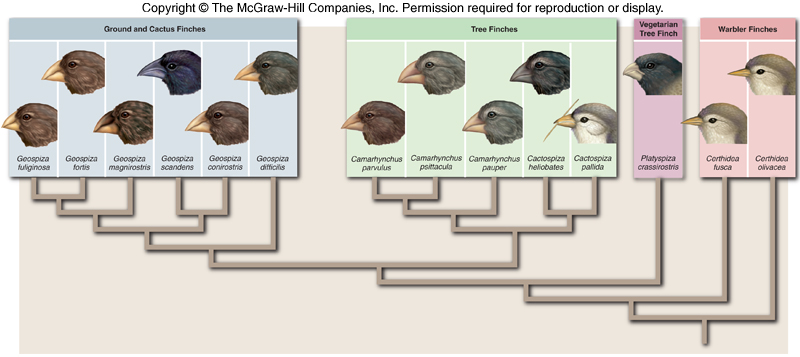 Copyright © The McGraw-Hill Companies, Inc. Permission required for reproduction or display.
Ground and Cactus Finches
Tree Finches
Vegetarian
Tree Finch
Warbler Finches
Geospiza
fuliginosa
Geospiza
fortis
Geospiza
magnirostris
Geospiza
scandens
Geospiza
conirostris
Geospiza
difficilis
Camarhynchus
parvulus
Camarhynchus
psittacula
Camarhynchus
pauper
Cactospiza
heliobates
Cactospiza
pallida
Platyspiza
crassirostris
Certhidea
fusca
Certhidea
olivacea